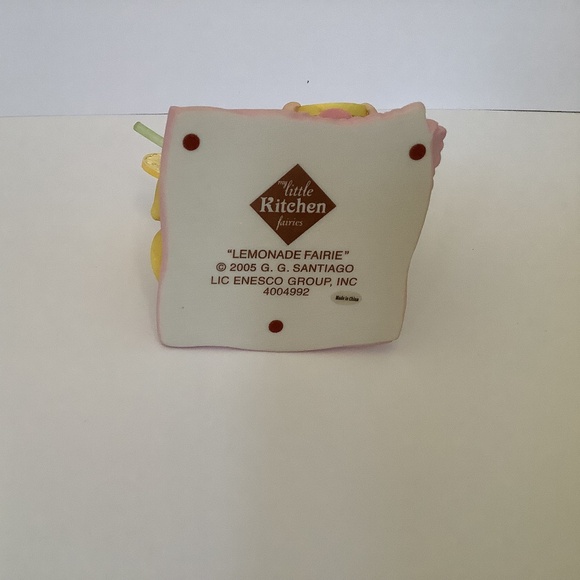 my
little
Kitchen
fairies
"LEMONADE FAIRIE"
© 2005 G. G. SANTIAGO
LIC ENESCO GROUP, INC
4004992
Made in China